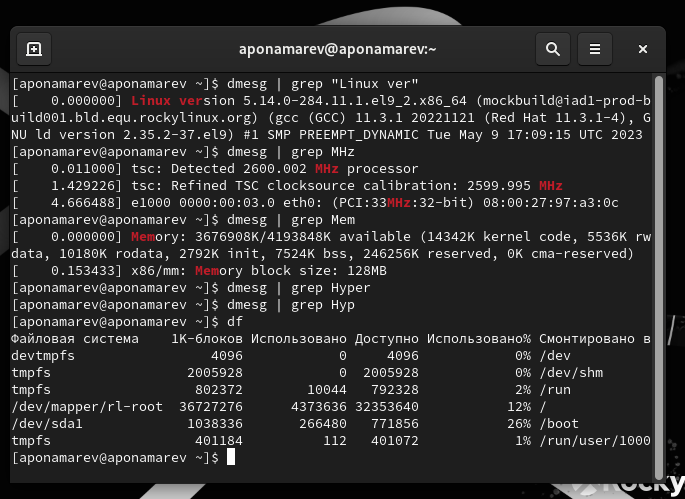 aponamarev@aponamarev:~
[aponamarev@aponamarev ~]$ dmesg | grep "Linux ver"
[    0.000000] Linux version 5.14.0-284.11.1.el9_2.x86_64 (mockbuild@iad1-prod-b
uild001.bld.equ.rockylinux.org) (gcc (GCC) 11.3.1 20221121 (Red Hat 11.3.1-4), G
NU ld version 2.35.2-37.el9) #1 SMP PREEMPT_DYNAMIC Tue May 9 17:09:15 UTC 2023
[aponamarev@aponamarev ~]$ dmesg | grep MHz
[    0.011000] tsc: Detected 2600.002 MHz processor
[    1.429226] tsc: Refined TSC clocksource calibration: 2599.995 MHz
[    4.666488] e1000 0000:00:03.0 eth0: (PCI:33MHz:32-bit) 08:00:27:97:a3:0c
[aponamarev@aponamarev ~]$ dmesg | grep Mem
[    0.000000] Memory: 3676908K/4193848K available (14342K kernel code, 5536K rw
data, 10180K rodata, 2792K init, 7524K bss, 246256K reserved, 0K cma-reserved)
[    0.153433] x86/mm: Memory block size: 128MB
[aponamarev@aponamarev ~]$ dmesg | grep Hyper
[aponamarev@aponamarev ~]$ dmesg | grep Hyp
[aponamarev@aponamarev ~]$ df
Файловая система    1K-блоков Использовано Доступно Использовано% Смонтировано в
devtmpfs                 4096            0     4096            0% /dev
tmpfs                 2005928            0  2005928            0% /dev/shm
tmpfs                  802372        10044   792328            2% /run
/dev/mapper/rl-root  36727276      4373636 32353640           12% /
/dev/sda1             1038336       266480   771856           26% /boot
tmpfs                  401184          112   401072            1% /run/user/1000
[aponamarev@aponamarev ~]$
Rocky